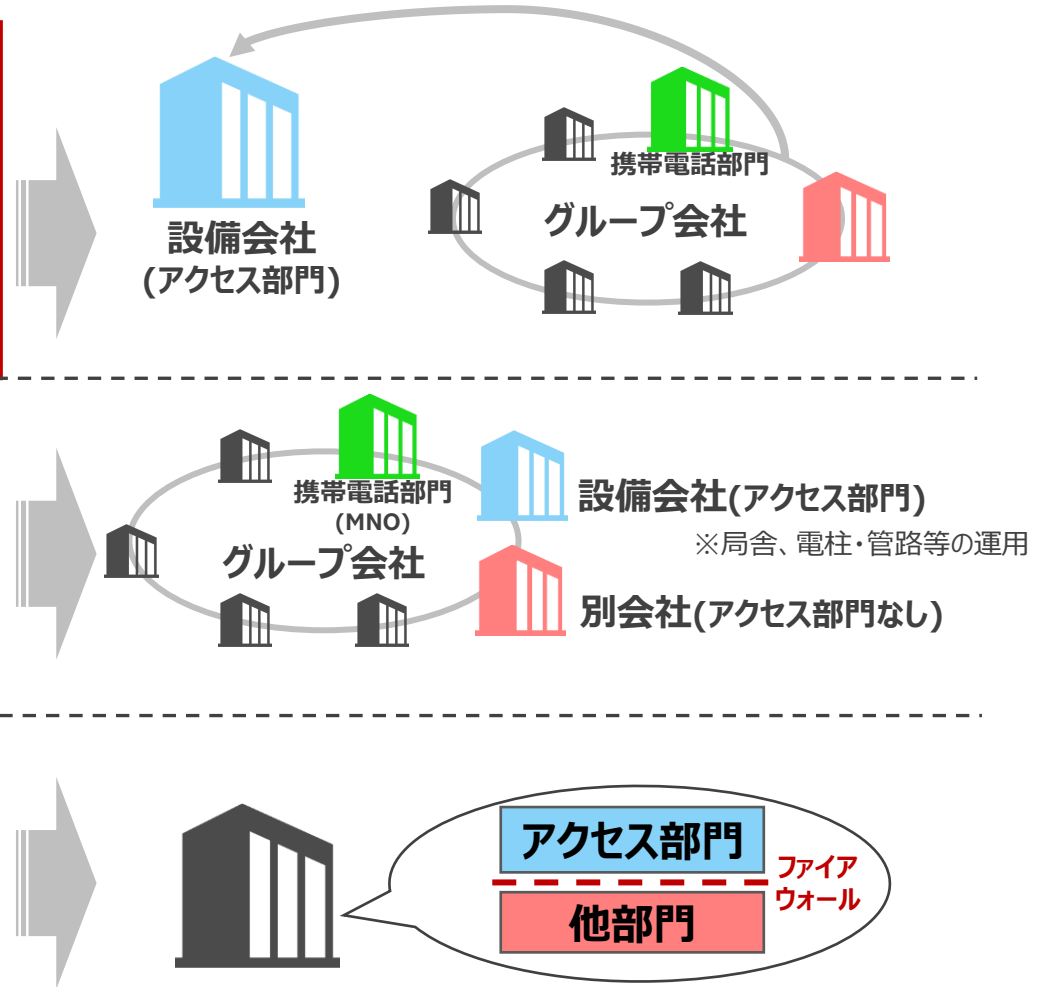 携帯電話部門
グループ会社
設備会社
(アクセス部門)
携帯電話部門
(MNO)
グループ会社
設備会社(アクセス部門)
※局舎、電柱・管路等の運用
別会社(アクセス部門なし)
アクセス部門
ファイア
ウォール
他部門